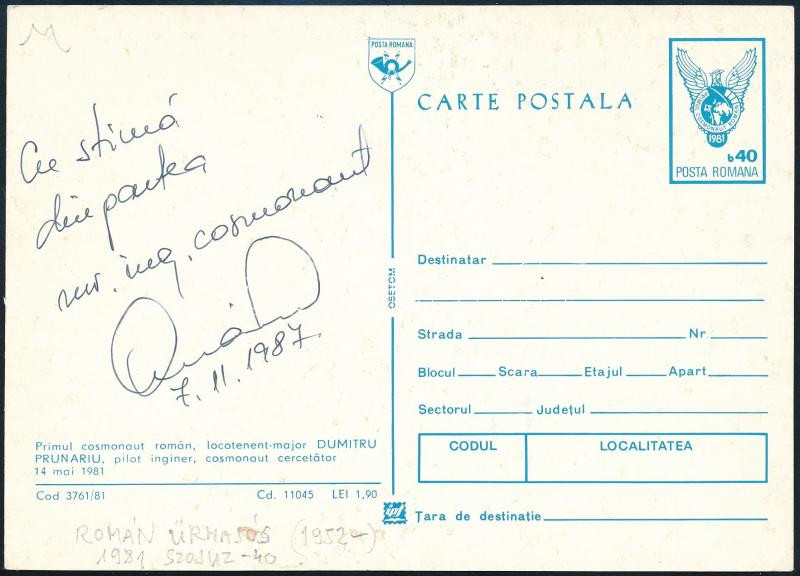 POSTA ROMANA
CARTE POSTALA
1981
b40
POSTA ROMANA
Cu stimă
din partea
mr. ing. cosmonaut
7.11.1987.
OSETCM
Destinatar
Strada Nr
Blocul Scara Etajul Apart
Sectorul Județul
CODUL LOCALITATEA
Țara de destinație
Primul cosmonaut român, locotenent-major DUMITRU
PRUNARIU, pilot inginer, cosmonaut cercetător
14 mai 1981
Cod 3761/81 Cd. 11045 LEI 1,90
ROMÁN ŰRHAJÓS (1952-)
1981 SZOJUZ-40